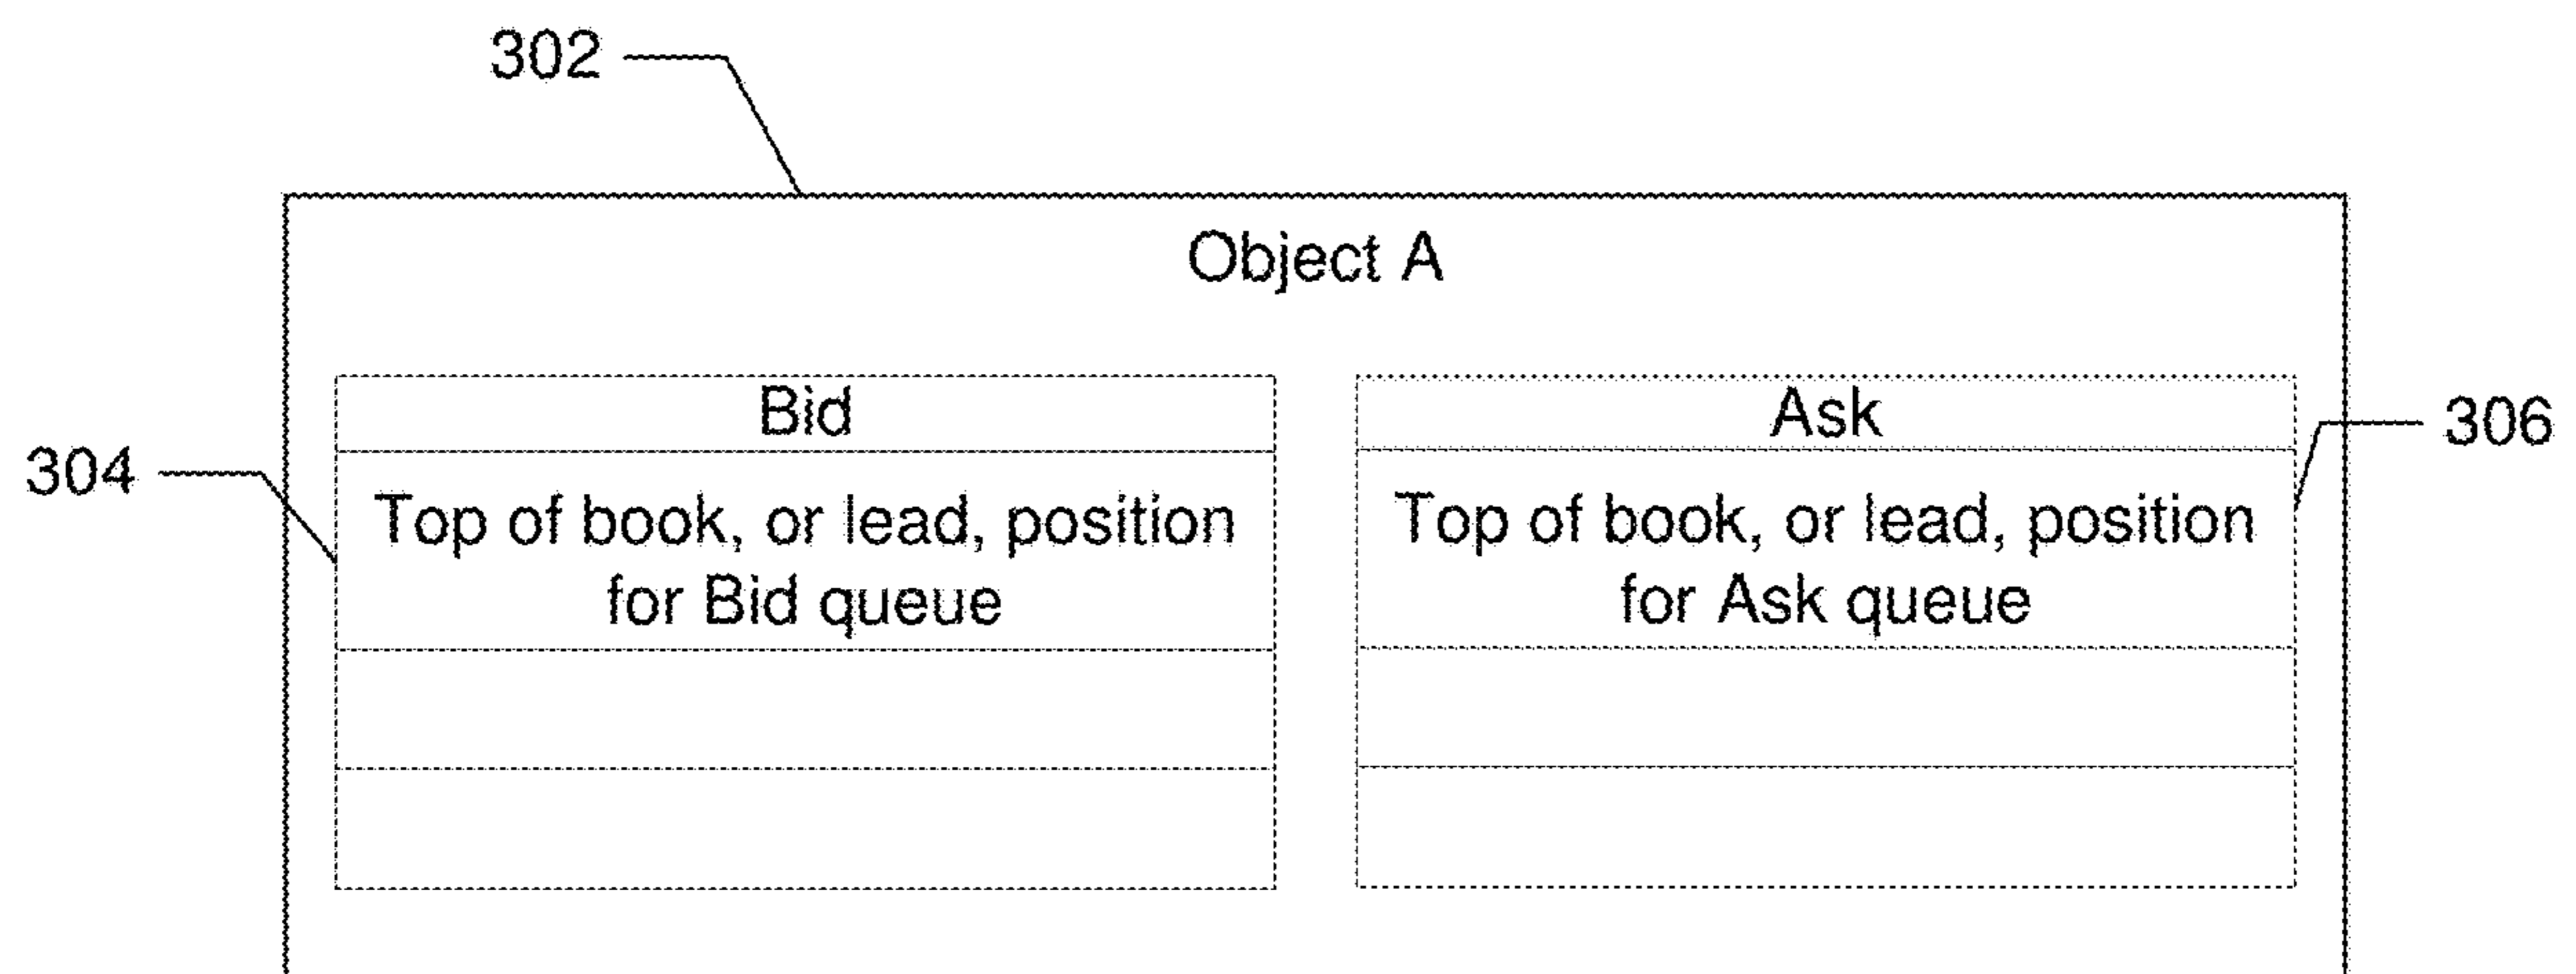 302
Object A
Bid
Ask
304
306
Top of book, or lead, position
for Bid queue
Top of book, or lead, position
for Ask queue